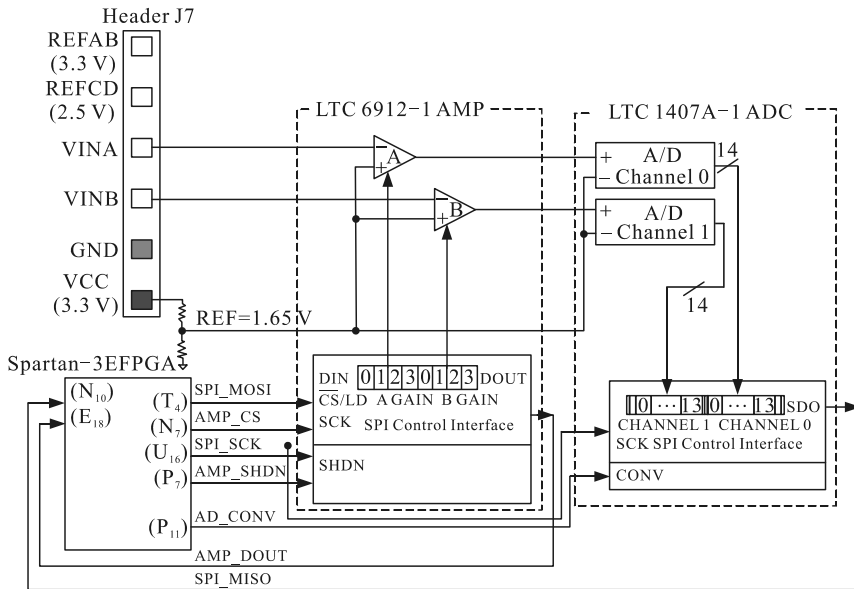 Header J7
REFAB
(3.3 V)
REFCD
(2.5 V)
VINA
VINB
GND
VCC
(3.3 V)
REF=1.65 V
LTC 6912-1 AMP
A
B
LTC 1407A-1 ADC
+ A/D
- Channel 0
14
+ A/D
- Channel 1
14
DIN 0 1 2 3 0 1 2 3 DOUT
CS/LD A GAIN B GAIN
SCK SPI Control Interface
SHDN
0 ··· 13 0 ··· 13 SDO
CHANNEL 1 CHANNEL 0
SCK SPI Control Interface
CONV
Spartan-3EFPGA
(N10)
(E18)
(T4) SPI_MOSI
(N7) AMP_CS
(U16) SPI_SCK
(P7) AMP_SHDN
(P11) AD_CONV
AMP_DOUT
SPI_MISO